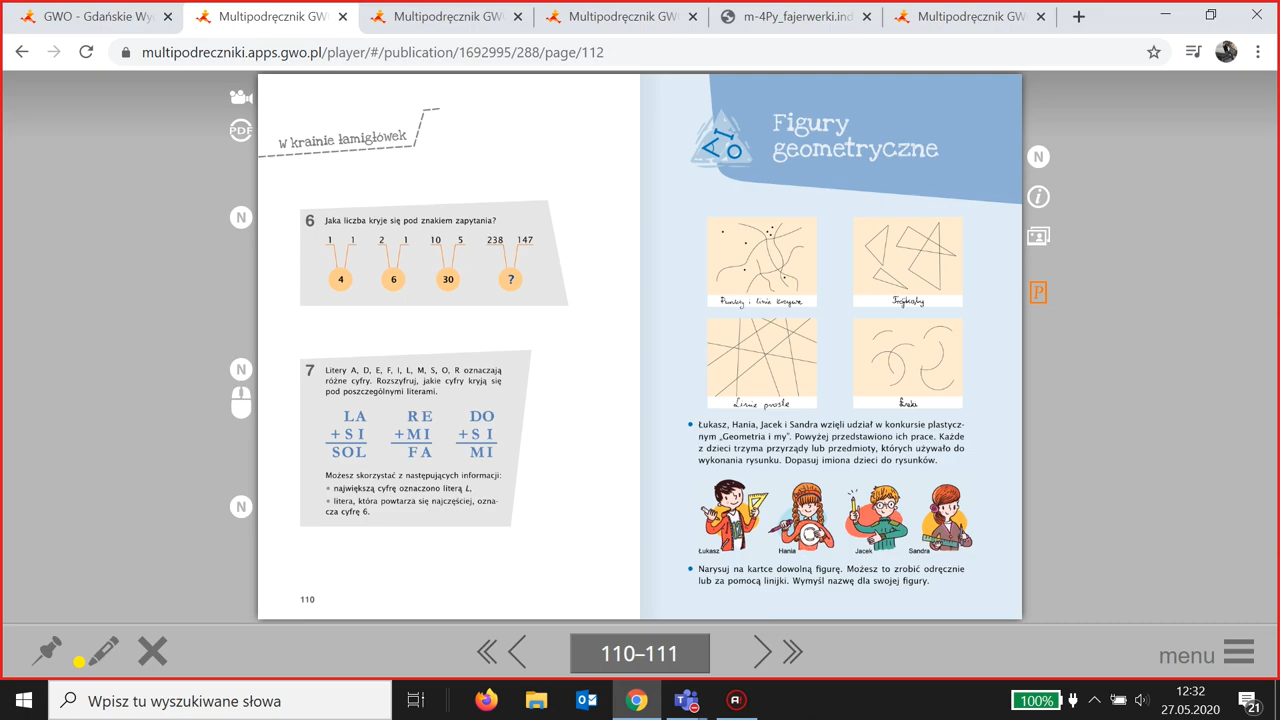 GWO - Gdańskie Wy
Multipodręcznik GW
Multipodręcznik GW
Multipodręcznik GW
m-4Py_fajerwerki.ind
Multipodręcznik GW
multipodreczniki.apps.gwo.pl/player/#/publication/1692995/288/page/112
PDF
W krainie łamigłówek
N
6 Jaka liczba kryje się pod znakiem zapytania?
1 1 2 1 10 5 238 147
4 6 30 ?
N
7 Litery A, D, E, F, I, L, M, S, O, R oznaczają
różne cyfry. Rozszyfruj, jakie cyfry kryją się
pod poszczególnymi literami.
LA RE DO
+SI +MI +SI
SOL FA MI
Możesz skorzystać z następujących informacji:
• największą cyfrę oznaczono literą L,
• litera, która powtarza się najczęściej, ozna-
cza cyfrę 6.
N
110
Figury
geometryczne
N
i
P
Punkty i linie krzywe
Trójkąty
Linie proste
Łuki
• Łukasz, Hania, Jacek i Sandra wzięli udział w konkursie plastycz-
nym „Geometria i my". Powyżej przedstawiono ich prace. Każde
z dzieci trzyma przyrządy lub przedmioty, których używało do
wykonania rysunku. Dopasuj imiona dzieci do rysunków.
Łukasz Hania Jacek Sandra
• Narysuj na kartce dowolną figurę. Możesz to zrobić odręcznie
lub za pomocą linijki. Wymyśl nazwę dla swojej figury.
110–111
menu
Wpisz tu wyszukiwane słowa
100%
12:32
27.05.2020
21